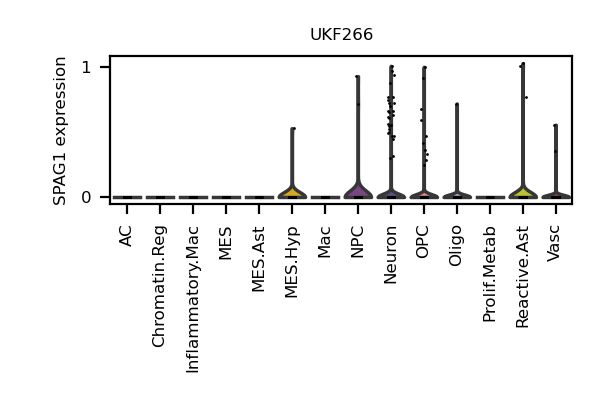 UKF266
SPAG1 expression
1
0
AC
Chromatin.Reg
Inflammatory.Mac
MES
MES.Ast
MES.Hyp
Mac
NPC
Neuron
OPC
Oligo
Prolif.Metab
Reactive.Ast
Vasc